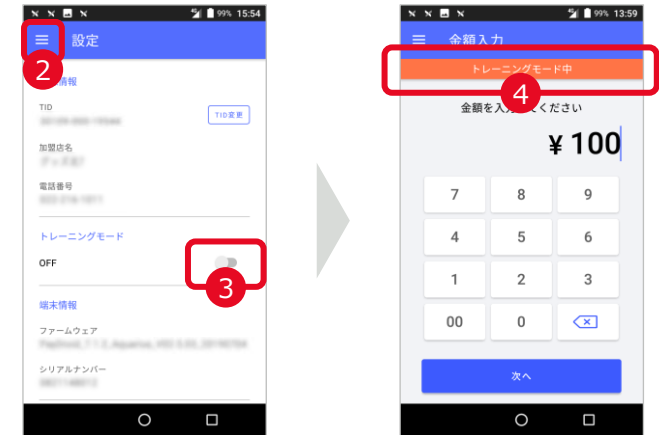 99% 15:54
設定
2
情報
TID
TID変更
加盟店名
電話番号
トレーニングモード
OFF
3
端末情報
ファームウェア
シリアルナンバー
99% 13:59
金額入力
トレーニングモード中
4
金額を入力してください
¥ 100
7 8 9
4 5 6
1 2 3
00 0
次へ